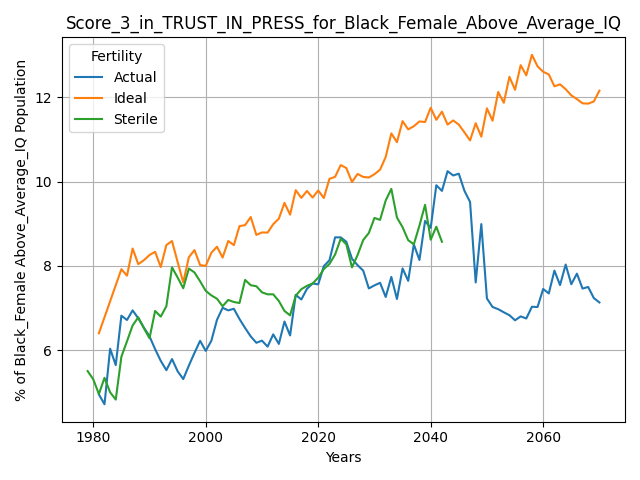 Score_3_in_TRUST_IN_PRESS_for_Black_Female_Above_Average_IQ
Fertility
Actual
Ideal
Sterile
% of Black_Female Above_Average_IQ Population
12
10
8
6
1980
2000
2020
2040
2060
Years